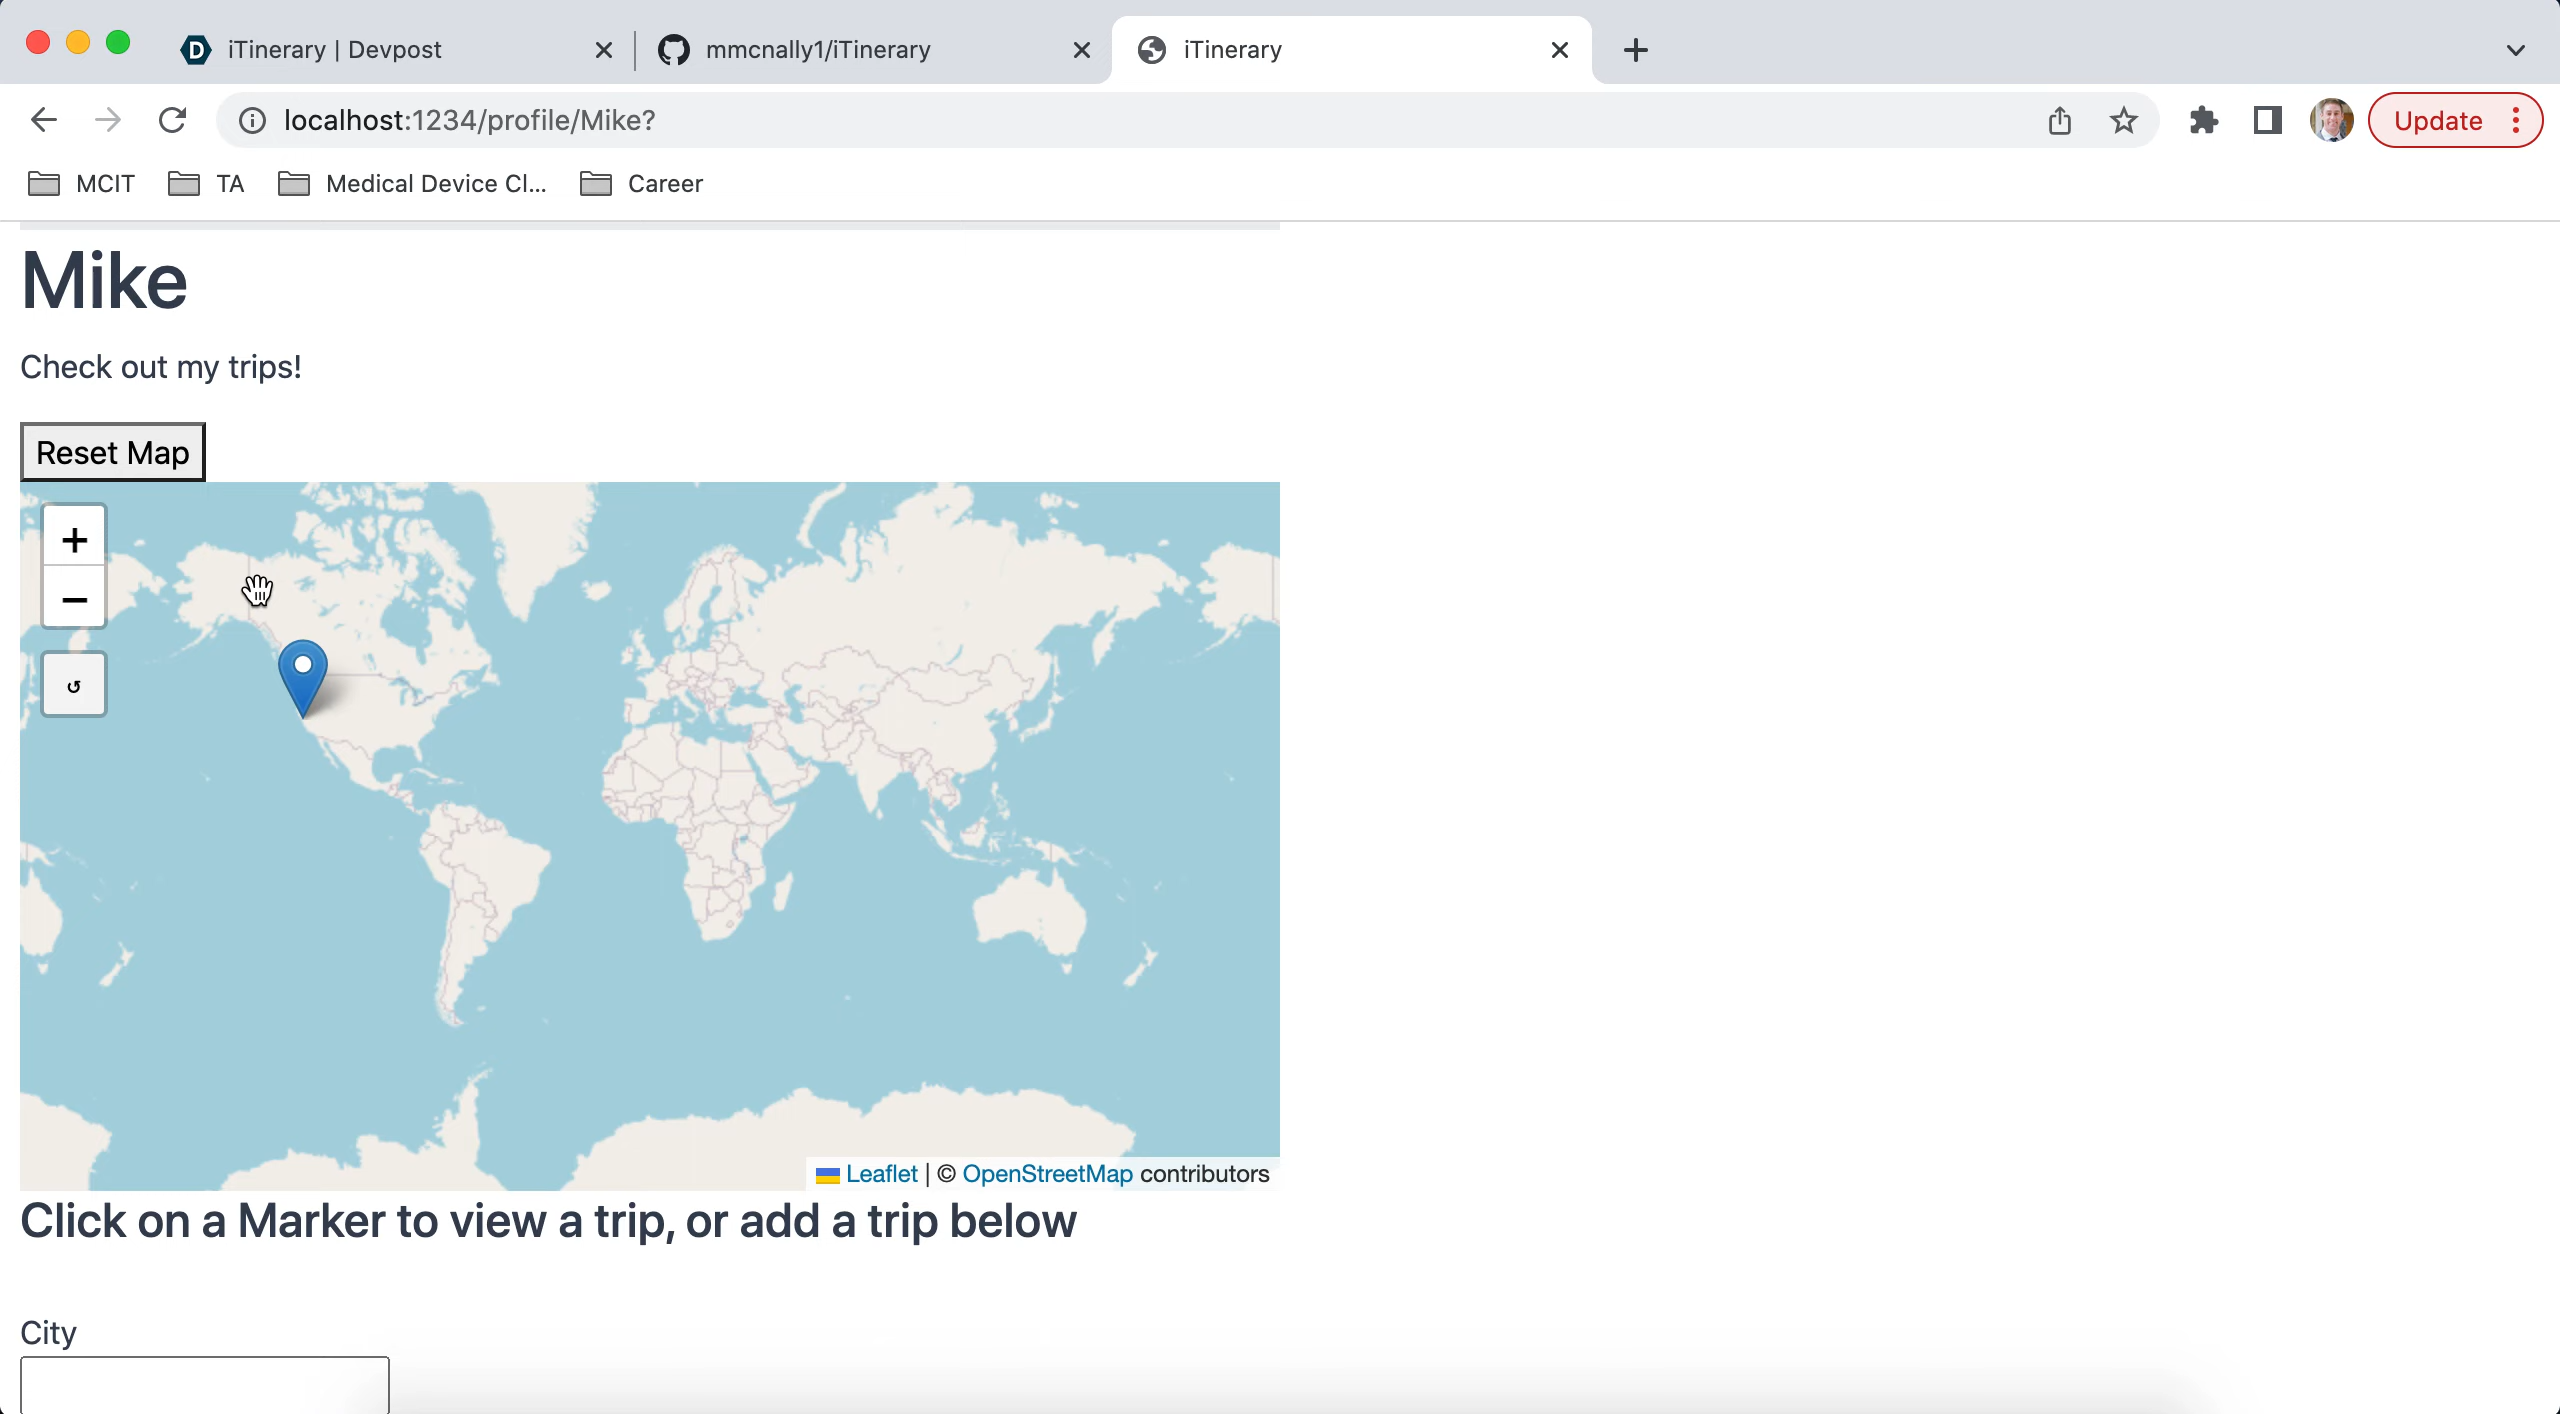 iTinerary | Devpost
mmcnally1/iTinerary
iTinerary
localhost:1234/profile/Mike?
Update
MCIT
TA
Medical Device Cl...
Career
Mike
Check out my trips!
Reset Map
+
−
↺
Leaflet | © OpenStreetMap contributors
Click on a Marker to view a trip, or add a trip below
City